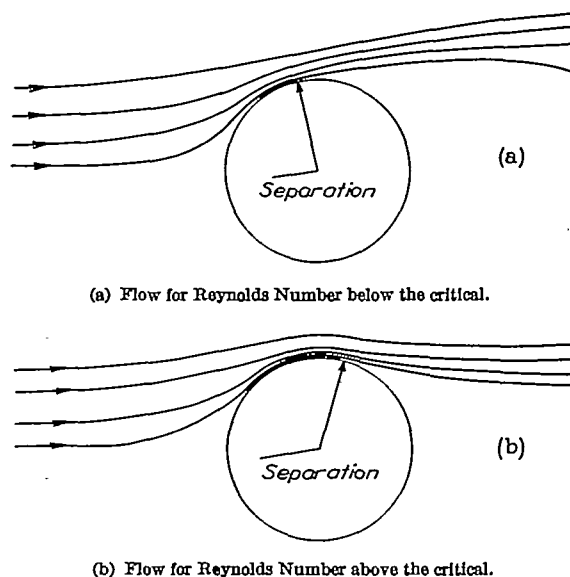 Separation
(a)
(a) Flow for Reynolds Number below the critical.
Separation
(b)
(b) Flow for Reynolds Number above the critical.